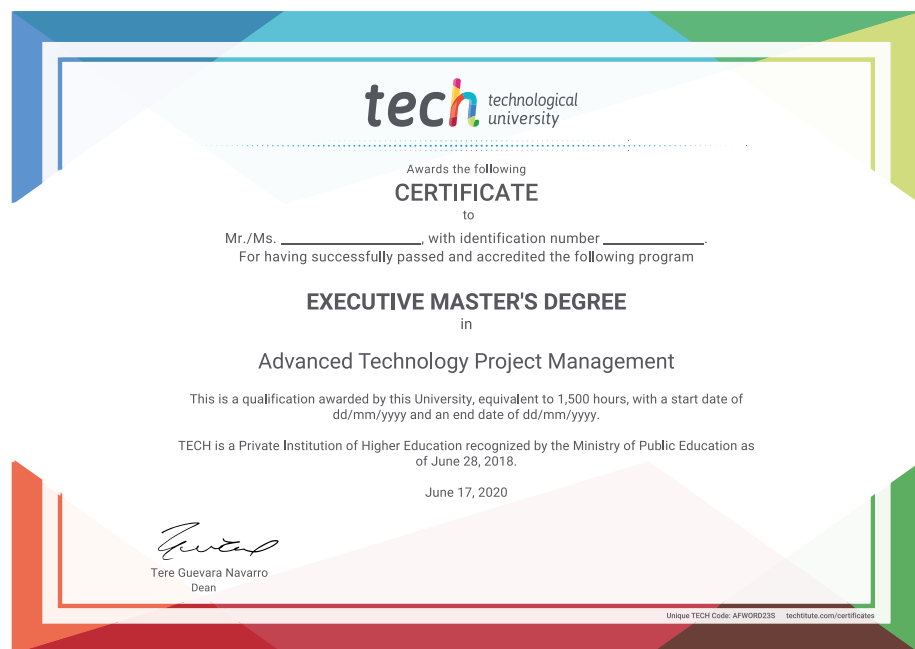 tech technological
university
Awards the following
CERTIFICATE
to
Mr./Ms. ____________________, with identification number ______________.
For having successfully passed and accredited the following program
EXECUTIVE MASTER'S DEGREE
in
Advanced Technology Project Management
This is a qualification awarded by this University, equivalent to 1,500 hours, with a start date of
dd/mm/yyyy and an end date of dd/mm/yyyy.
TECH is a Private Institution of Higher Education recognized by the Ministry of Public Education as
of June 28, 2018.
June 17, 2020
Tere Guevara Navarro
Dean
Unique TECH Code: AFWORD23S techtitute.com/certificates